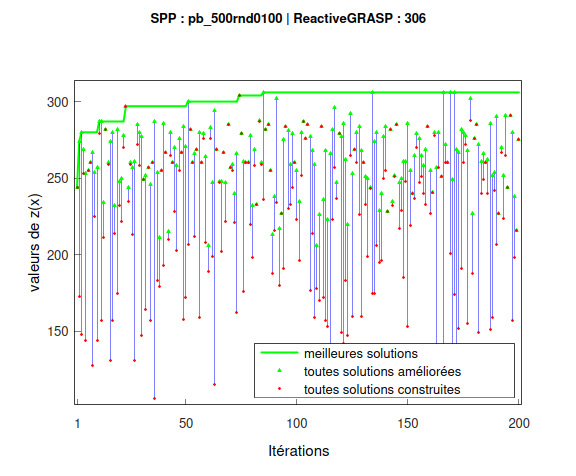 SPP : pb_500rnd0100 | ReactiveGRASP : 306
300
250
200
150
valeurs de z(x)
meilleures solutions
toutes solutions améliorées
toutes solutions construites
1 50 100 150 200
Itérations